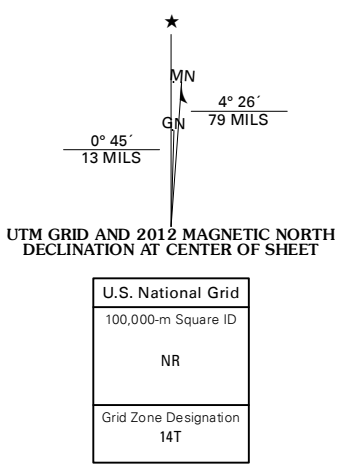 ★
MN
4° 26´
79 MILS
GN
0° 45´
13 MILS
UTM GRID AND 2012 MAGNETIC NORTH
DECLINATION AT CENTER OF SHEET
U.S. National Grid
100,000-m Square ID
NR
Grid Zone Designation
14T